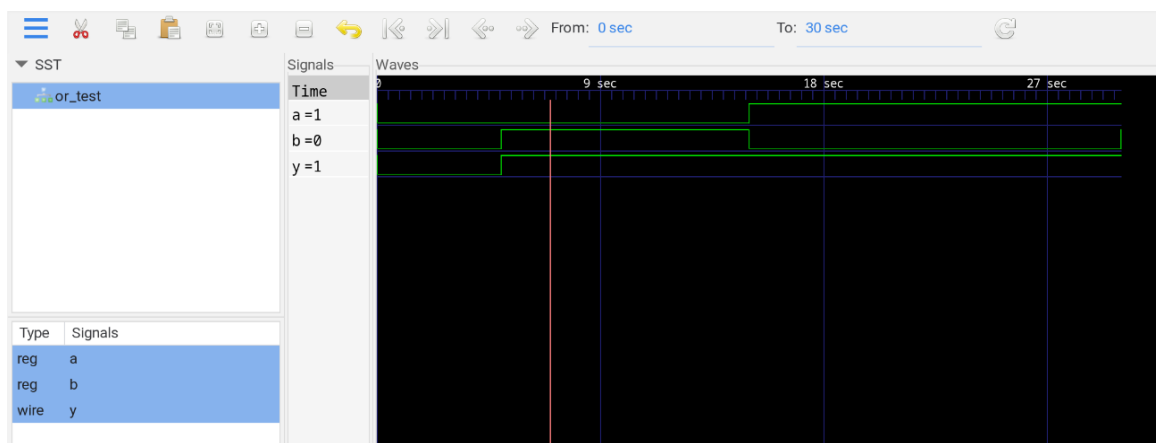 From: 0 sec To: 30 sec
SST
or_test
Type Signals
reg a
reg b
wire y
Signals
Time
a =1
b =0
y =1
Waves
0 9 sec 18 sec 27 sec